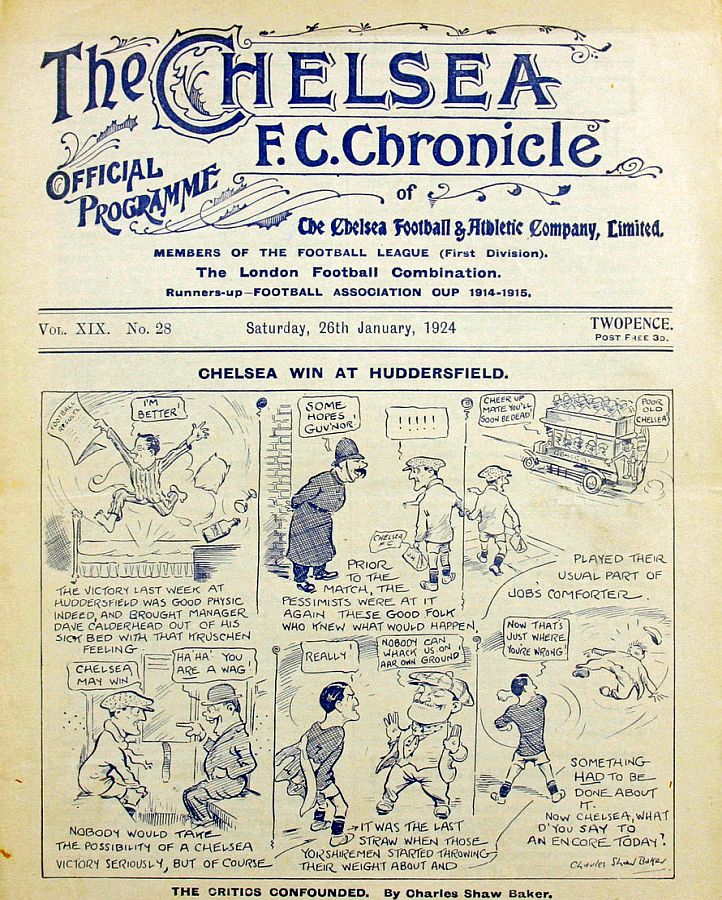 The CHELSEA
F.C. Chronicle
OFFICIAL
PROGRAMME
of
The Chelsea Football & Athletic Company, Limited.
MEMBERS OF THE FOOTBALL LEAGUE (First Division).
The London Football Combination.
Runners-up—FOOTBALL ASSOCIATION CUP 1914-1915.
VOL. XIX. No. 28
Saturday, 26th January, 1924
TWOPENCE.
POST FREE 3D.
CHELSEA WIN AT HUDDERSFIELD.
FOOTBALL
RESULTS
I'M
BETTER!
THE VICTORY LAST WEEK AT
HUDDERSFIELD WAS GOOD PHYSIC
INDEED, AND BROUGHT MANAGER
DAVE CALDERHEAD OUT OF HIS
SICK BED WITH THAT KRUSCHEN
FEELING
SOME
HOPES
GUV'NOR!
! ! ! ! !
CHELSEA
F.C.
PRIOR
TO THE
MATCH, THE
PESSIMISTS WERE AT IT
AGAIN THESE GOOD FOLK
WHO KNEW WHAT WOULD HAPPEN,
CHEER UP
MATE YOU'LL
SOON BE DEAD
POOR
OLD
CHELSEA!
GENERAL
PLAYED THEIR
USUAL PART OF
JOB'S COMFORTER.
CHELSEA
MAY WIN
HA! HA! YOU
ARE A WAG!
NOBODY WOULD TAKE
THE POSSIBILITY OF A CHELSEA
VICTORY SERIOUSLY, BUT OF COURSE
REALLY!
NOBODY CAN
WHACK US ON
AAR OWN GROUND!
IT WAS THE LAST
STRAW WHEN THOSE
YORSHIREMEN STARTED THROWING
THEIR WEIGHT ABOUT AND
NOW THAT'S
JUST WHERE
YOU'RE WRONG!
SOMETHING
HAD TO BE
DONE ABOUT
IT.
NOW CHELSEA, WHAT
D'YOU SAY TO
AN ENCORE TODAY?
Charles Shaw Baker
THE CRITICS CONFOUNDED. By Charles Shaw Baker.